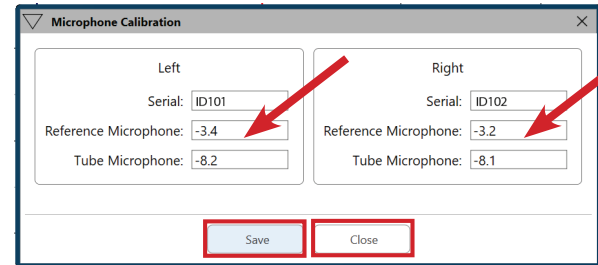 Microphone Calibration
Left
Serial: ID101
Reference Microphone: -3.4
Tube Microphone: -8.2
Right
Serial: ID102
Reference Microphone: -3.2
Tube Microphone: -8.1
Save
Close